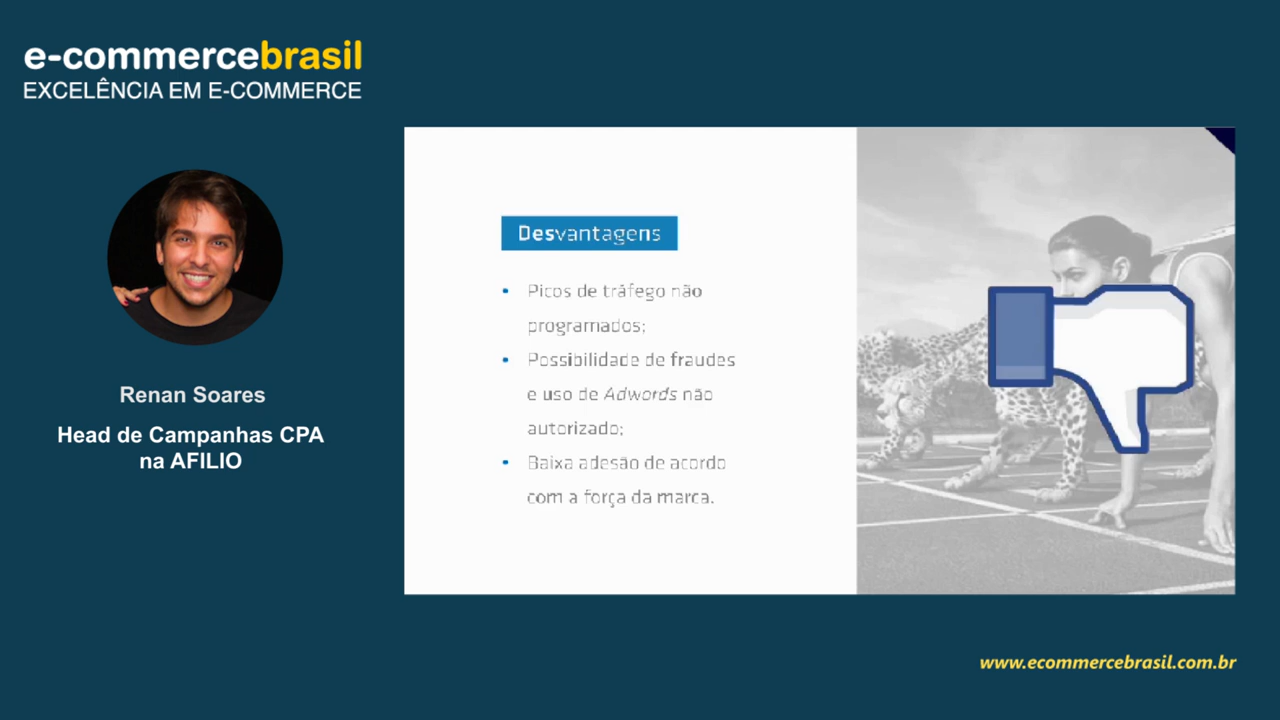 e-commercebrasil
EXCELÊNCIA EM E-COMMERCE
Renan Soares
Head de Campanhas CPA
na AFILIO
Desvantagens
• Picos de tráfego não
programados;
• Possibilidade de fraudes
e uso de Adwords não
autorizado;
• Baixa adesão de acordo
com a força da marca.
www.ecommercebrasil.com.br